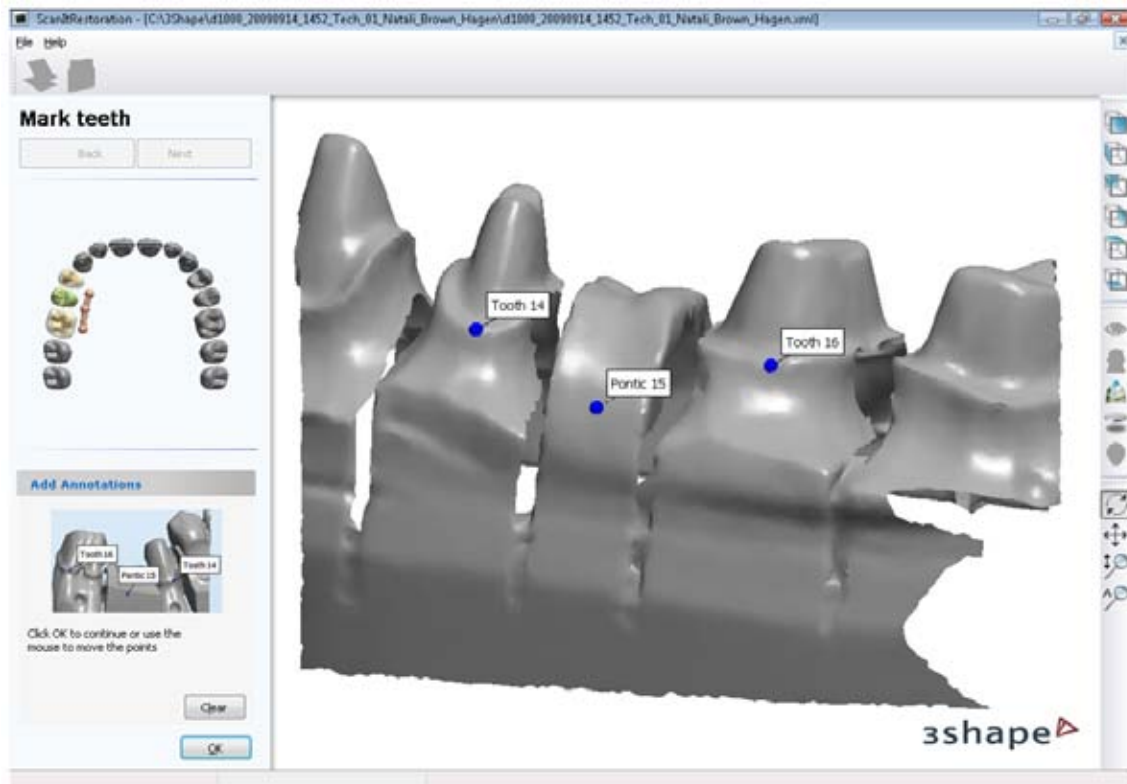 ScanItRestoration - [C:\3Shape\d1000_20090914_1452_Tech_01_Natali_Brown_Hagen\d1000_20090914_1452_Tech_01_Natali_Brown_Hagen.xml]
File Help
Mark teeth
Back Next
Add Annotations
Tooth 16
Pontic 15
Tooth 14
Click OK to continue or use the
mouse to move the points
Clear
OK
Tooth 14
Tooth 16
Pontic 15
3shape